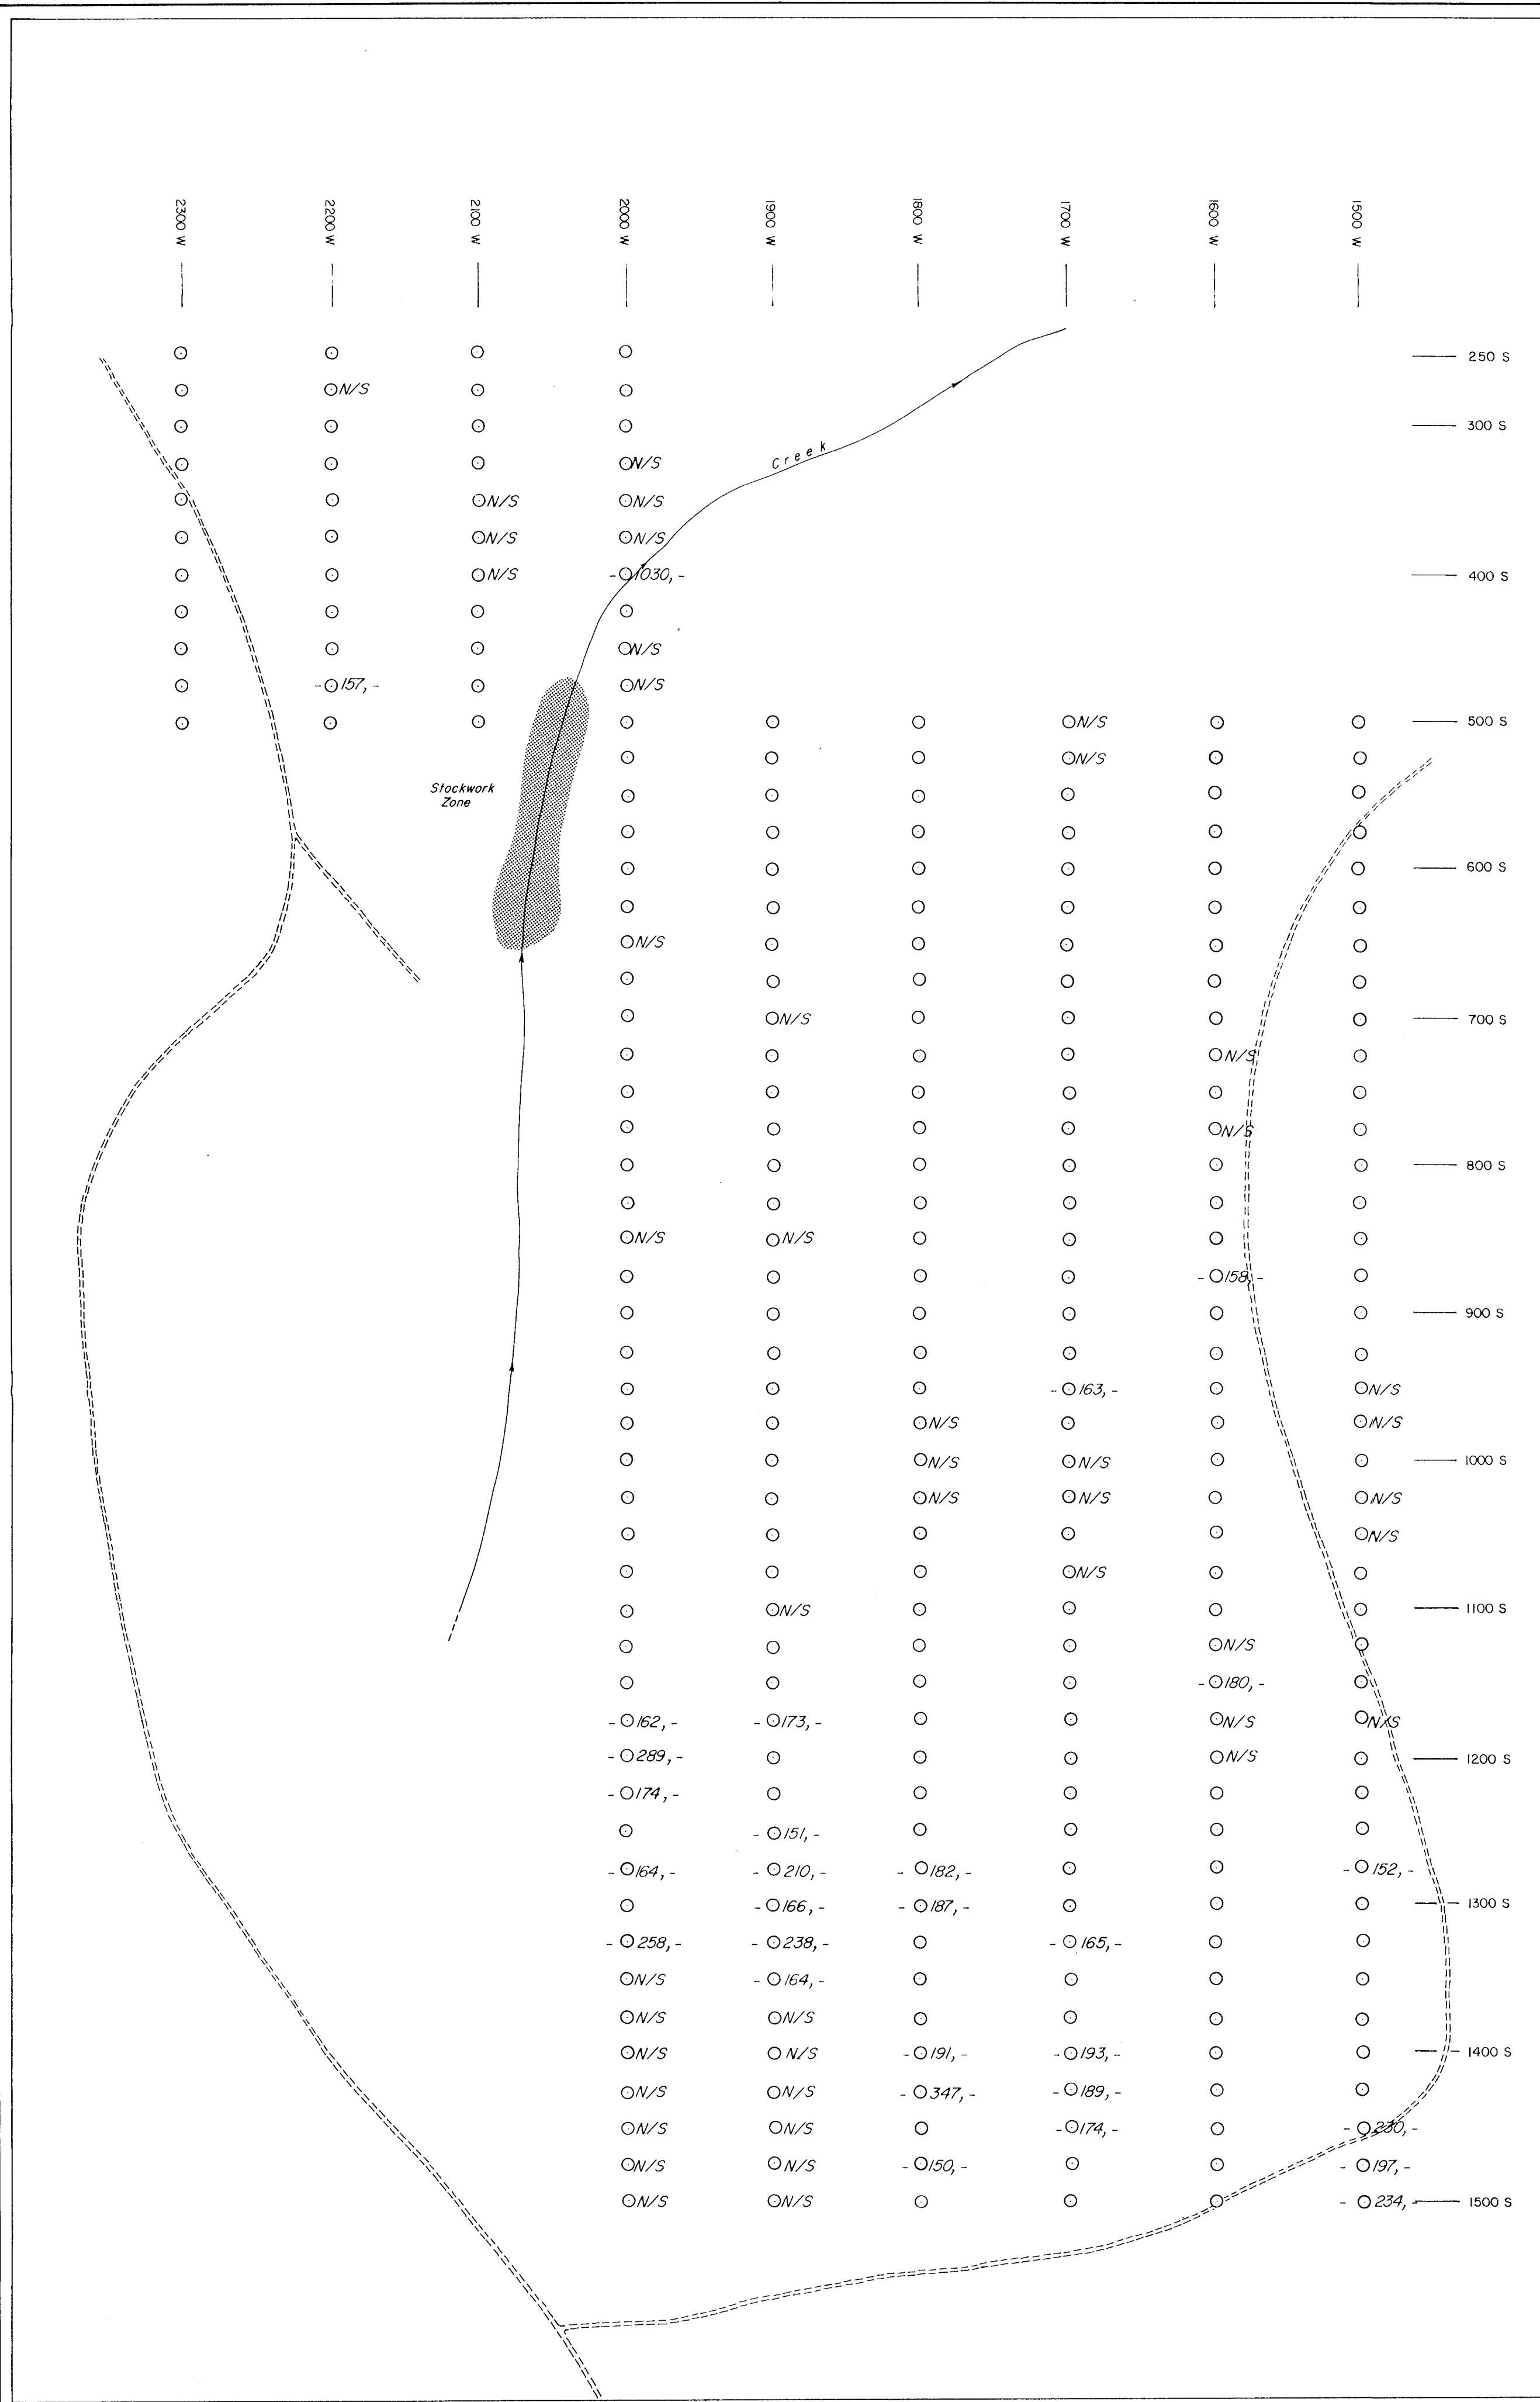 2300 W 2200 W 2100 W 2000 W 1900 W 1800 W 1700 W 1600 W 1500 W
250 S
N/S
300 S
Creek
N/S
N/S N/S
N/S N/S
N/S -1030,- 400 S
N/S
-157,- N/S
N/S 500 S
N/S
Stockwork
Zone
600 S
N/S
N/S 700 S
N/S
N/S
800 S
N/S N/S
-158,-
900 S
-163,- N/S
N/S N/S
N/S N/S 1000 S
N/S N/S N/S
N/S
N/S
N/S 1100 S
N/S
-180,-
-162,- -173,- N/S N/S
-289,- N/S 1200 S
-174,-
-151,-
-164,- -210,- -182,- -152,-
-166,- -187,- 1300 S
-258,- -238,- -165,-
N/S -164,-
N/S N/S
N/S N/S -191,- -193,- 1400 S
N/S N/S -347,- -189,-
N/S N/S -174,- -230,-
N/S N/S -150,- -197,-
N/S N/S -234,- 1500 S